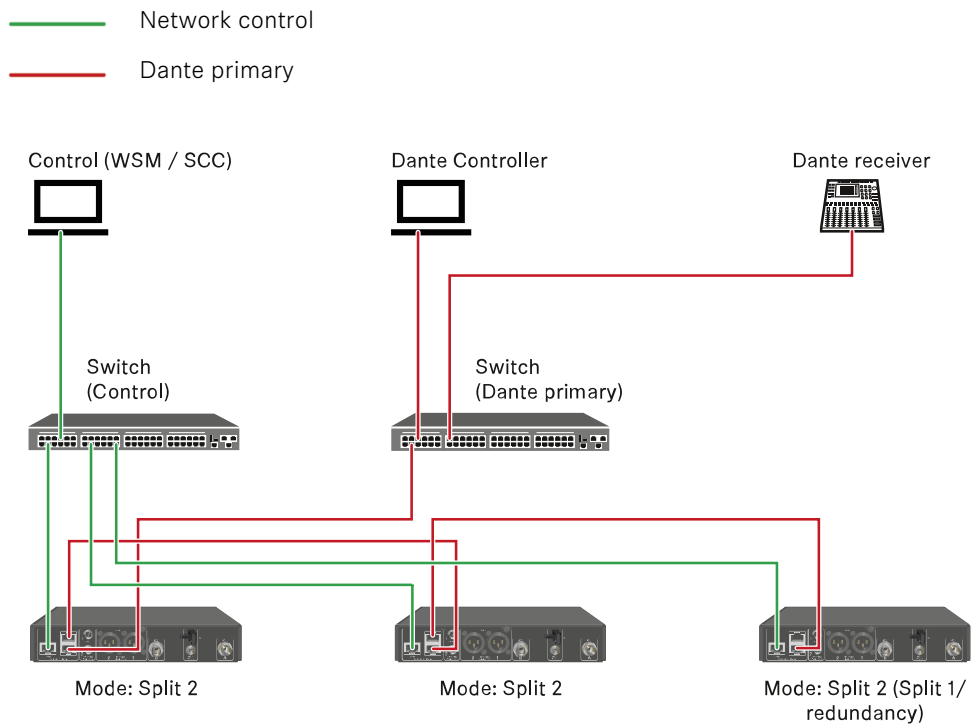 Network control
Dante primary
Control (WSM / SCC)
Dante Controller
Dante receiver
Switch
(Control)
Switch
(Dante primary)
Mode: Split 2
Mode: Split 2
Mode: Split 2 (Split 1/
redundancy)